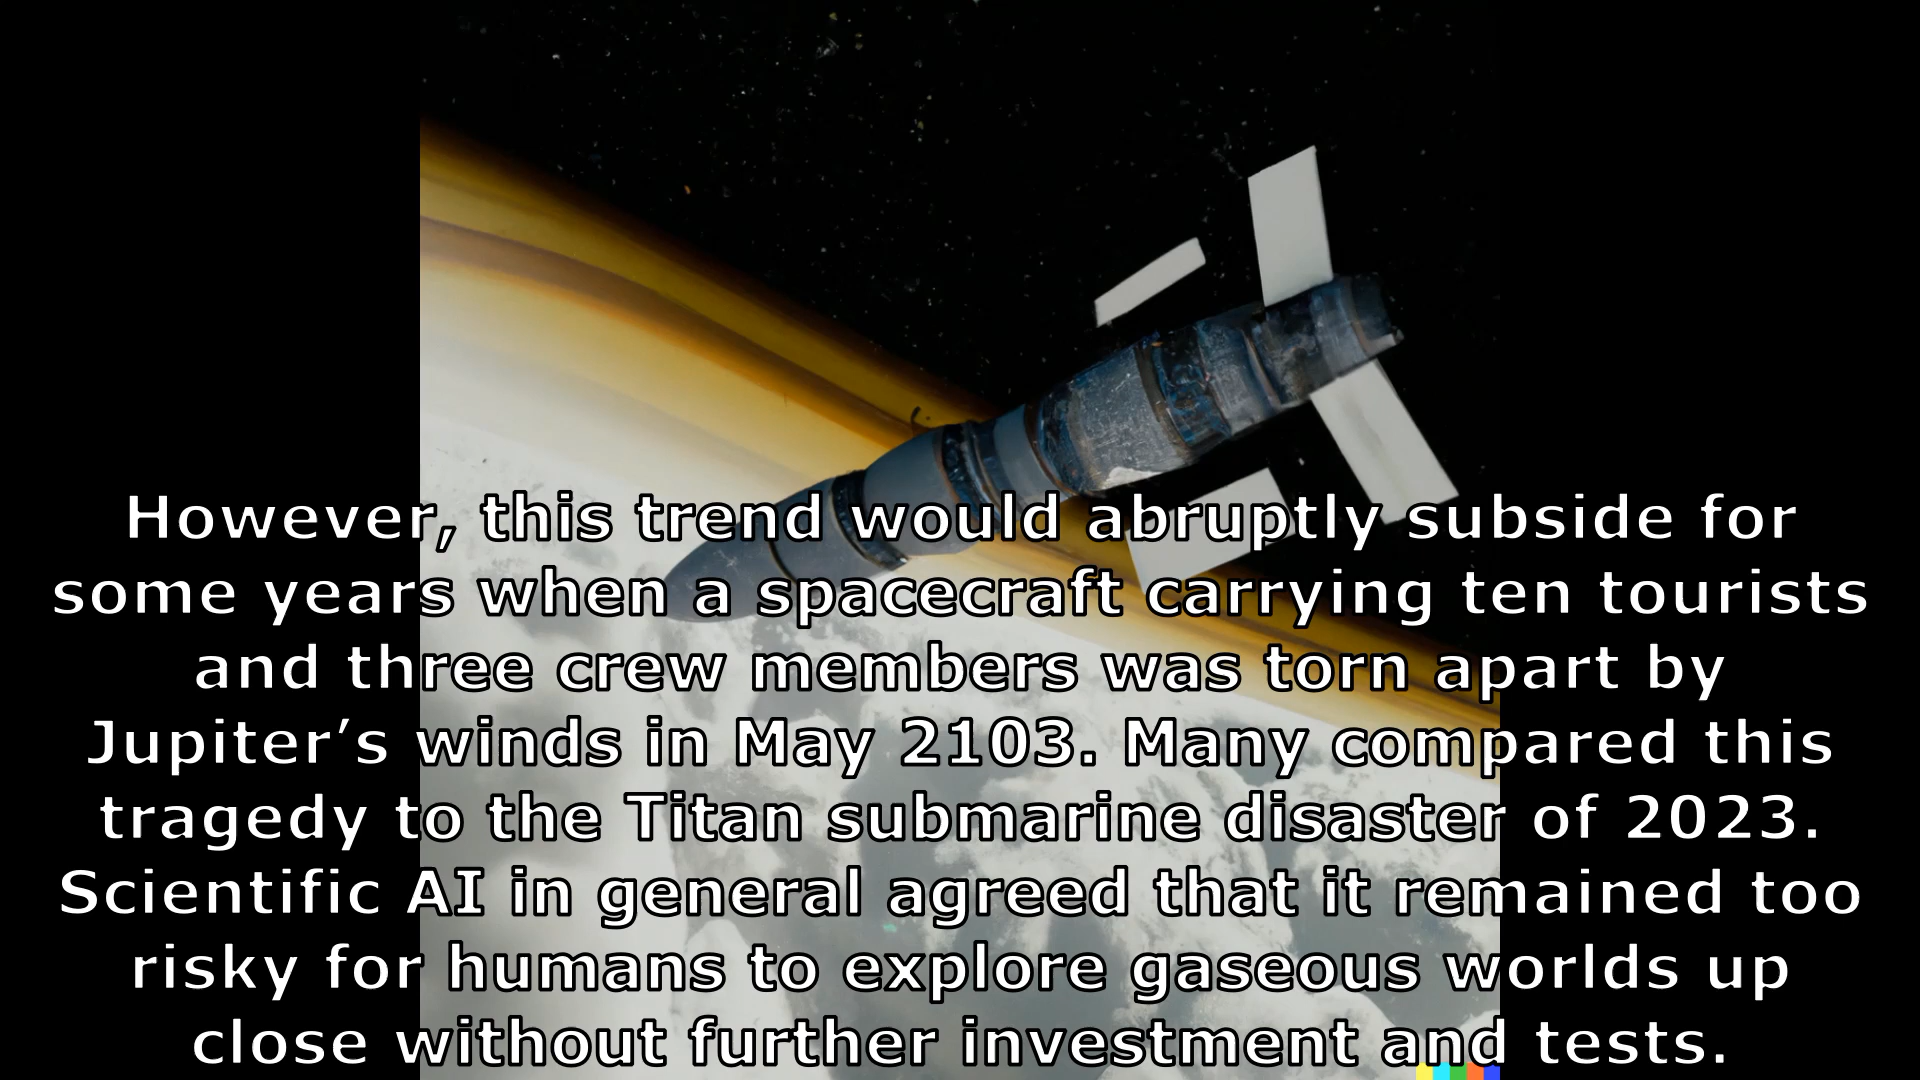 However, this trend would abruptly subside for
some years when a spacecraft carrying ten tourists
and three crew members was torn apart by
Jupiter’s winds in May 2103. Many compared this
tragedy to the Titan submarine disaster of 2023.
Scientific AI in general agreed that it remained too
risky for humans to explore gaseous worlds up
close without further investment and tests.